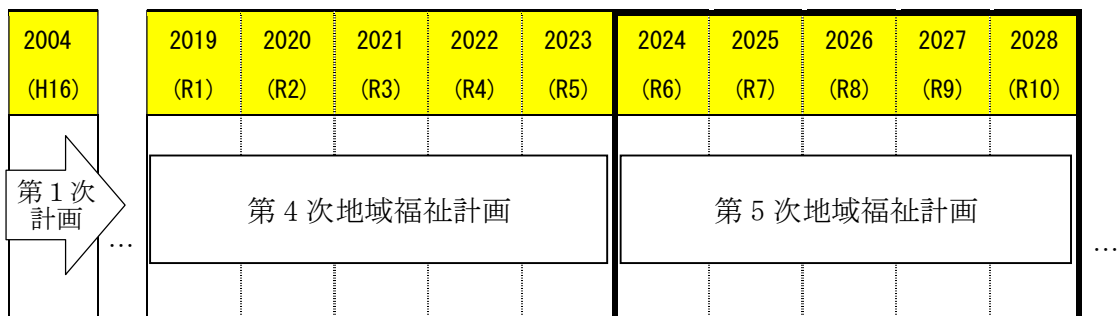 2004 2019 2020 2021 2022 2023 2024 2025 2026 2027 2028
(H16) (R1) (R2) (R3) (R4) (R5) (R6) (R7) (R8) (R9) (R10)
第1次
計画
…
第4次地域福祉計画
第5次地域福祉計画
…